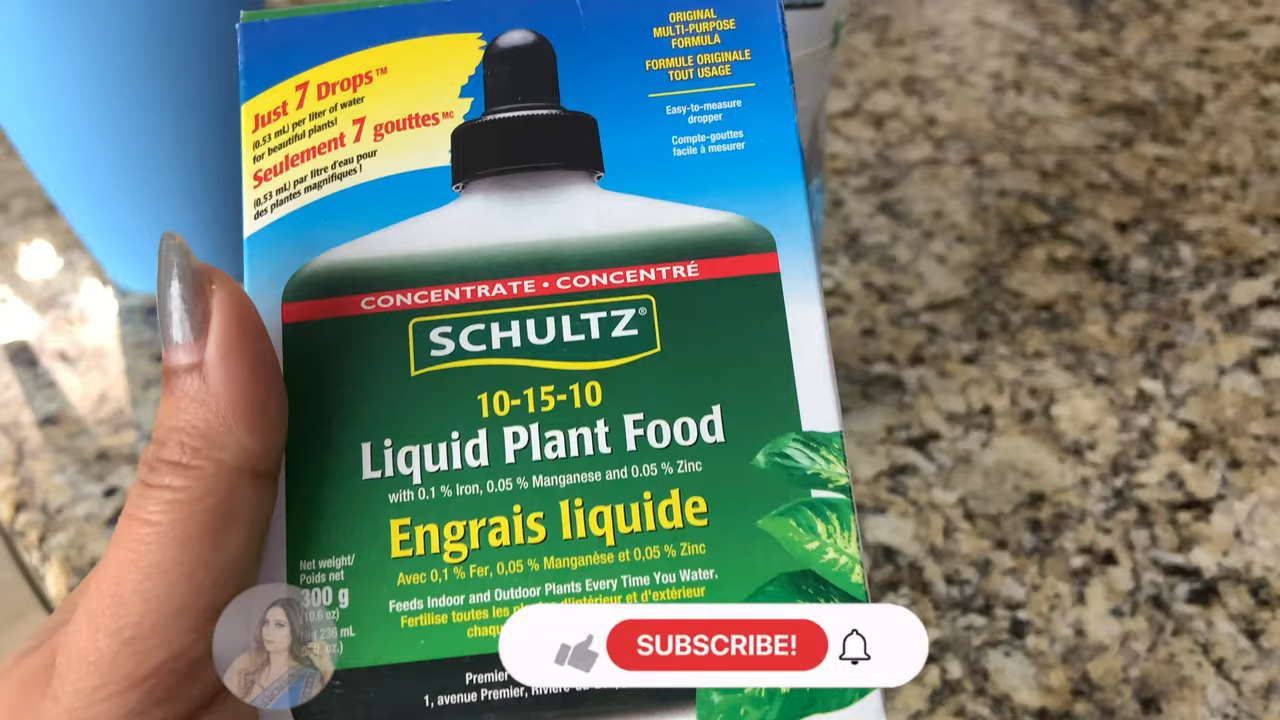 Just 7 Drops™
(0.53 mL) per liter of water
for beautiful plants!
Seulement 7 gouttes MC
(0.53 mL) par litre d'eau pour
des plantes magnifiques !
ORIGINAL
MULTI-PURPOSE
FORMULA
FORMULE ORIGINALE
TOUT USAGE
Easy-to-measure
dropper
Compte-gouttes
facile à mesurer
CONCENTRATE • CONCENTRÉ
SCHULTZ®
10-15-10
Liquid Plant Food
with 0.1 % Iron, 0.05 % Manganese and 0.05 % Zinc
Engrais liquide
Avec 0,1 % Fer, 0,05 % Manganèse et 0,05 % Zinc
Net weight/
Poids net
300 g
(10.6 oz)
236 mL
oz.)
Feeds Indoor and Outdoor Plants Every Time You Water.
Fertilise toutes les d'intérieur et d'extérieur
Premier
1, avenue Premier,
SUBSCRIBE!